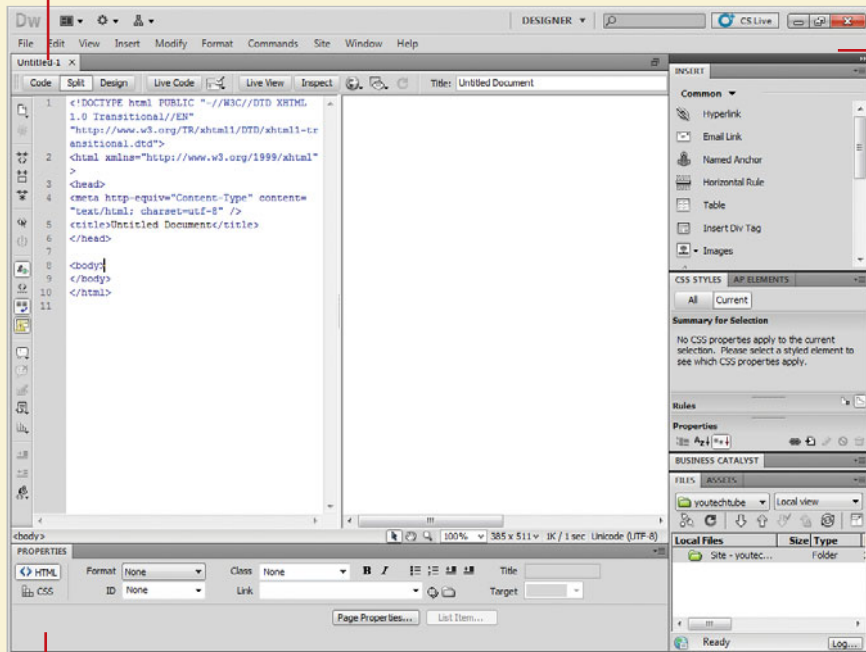 Dw
DESIGNER
CS Live
File Edit View Insert Modify Format Commands Site Window Help
Untitled-1 ×
Code Split Design Live Code Live View Inspect Title: Untitled Document
1 <!DOCTYPE html PUBLIC "-//W3C//DTD XHTML
1.0 Transitional//EN"
"http://www.w3.org/TR/xhtml1/DTD/xhtml1-tr
ansitional.dtd">
2 <html xmlns="http://www.w3.org/1999/xhtml"
>
3 <head>
4 <meta http-equiv="Content-Type" content=
"text/html; charset=utf-8" />
5 <title>Untitled Document</title>
6 </head>
7
8 <body>
9 </body>
10 </html>
11
<body>
100% 385 x 511 1K / 1 sec Unicode (UTF-8)
INSERT
Common
Hyperlink
Email Link
Named Anchor
Horizontal Rule
Table
Insert Div Tag
Images
CSS STYLES AP ELEMENTS
All Current
Summary for Selection
No CSS properties apply to the current
selection. Please select a styled element to
see which CSS properties apply.
Rules
Properties
BUSINESS CATALYST
FILES ASSETS
youtechtube Local view
Local Files Size Type
Site - youtec... Folder
Ready Log...
PROPERTIES
<> HTML Format None Class None B I Title
CSS ID None Link Target
Page Properties... List Item...